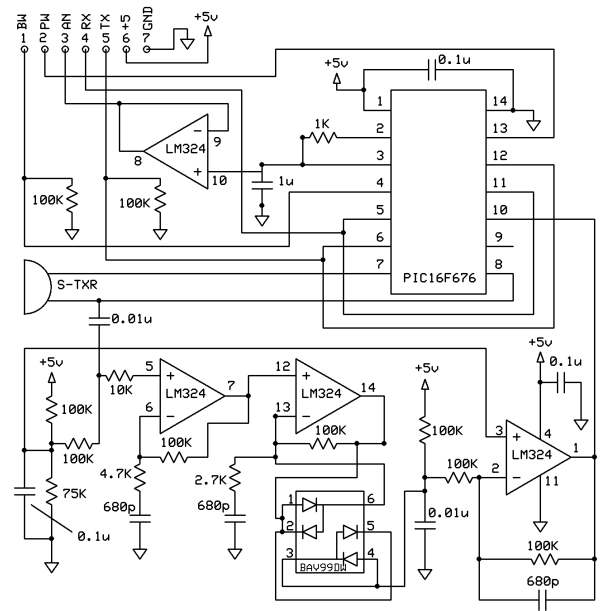 BW PW AN RX TX +5 GND
1 2 3 4 5 6 7
+5v
+5v
0.1u
1 14
1K
2 13
LM324
9
8
10
3 12
1u
4 11
100K
100K
5 10
6 9
7 8
PIC16F676
S-TXR
0.01u
+5v
+5v
+5v
0.1u
5
10K
6
LM324
7
12
13
LM324
14
100K
100K
100K
100K
100K
3
2
LM324
4
1
11
100K
75K
4.7K
2.7K
680p
680p
0.1u
0.01u
1 6
2 5
3 4
BAV99DW
100K
680p